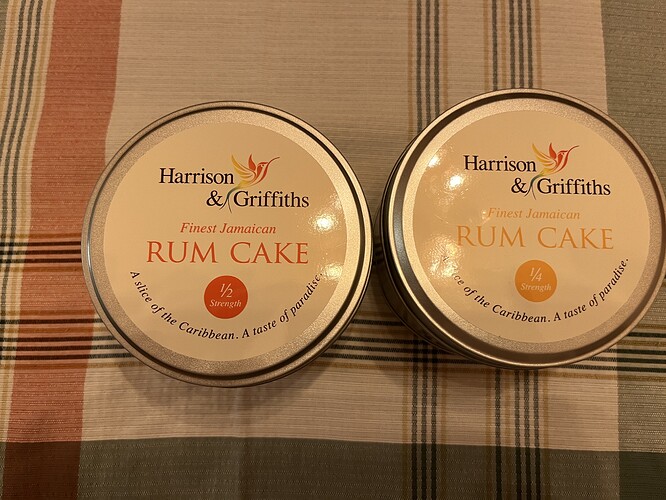 Harrison
& Griffiths
Finest Jamaican
RUM CAKE
1/2
Strength
A slice of the Caribbean. A taste of paradise.
Harrison
& Griffiths
Finest Jamaican
RUM CAKE
1/4
Strength
A slice of the Caribbean. A taste of paradise.